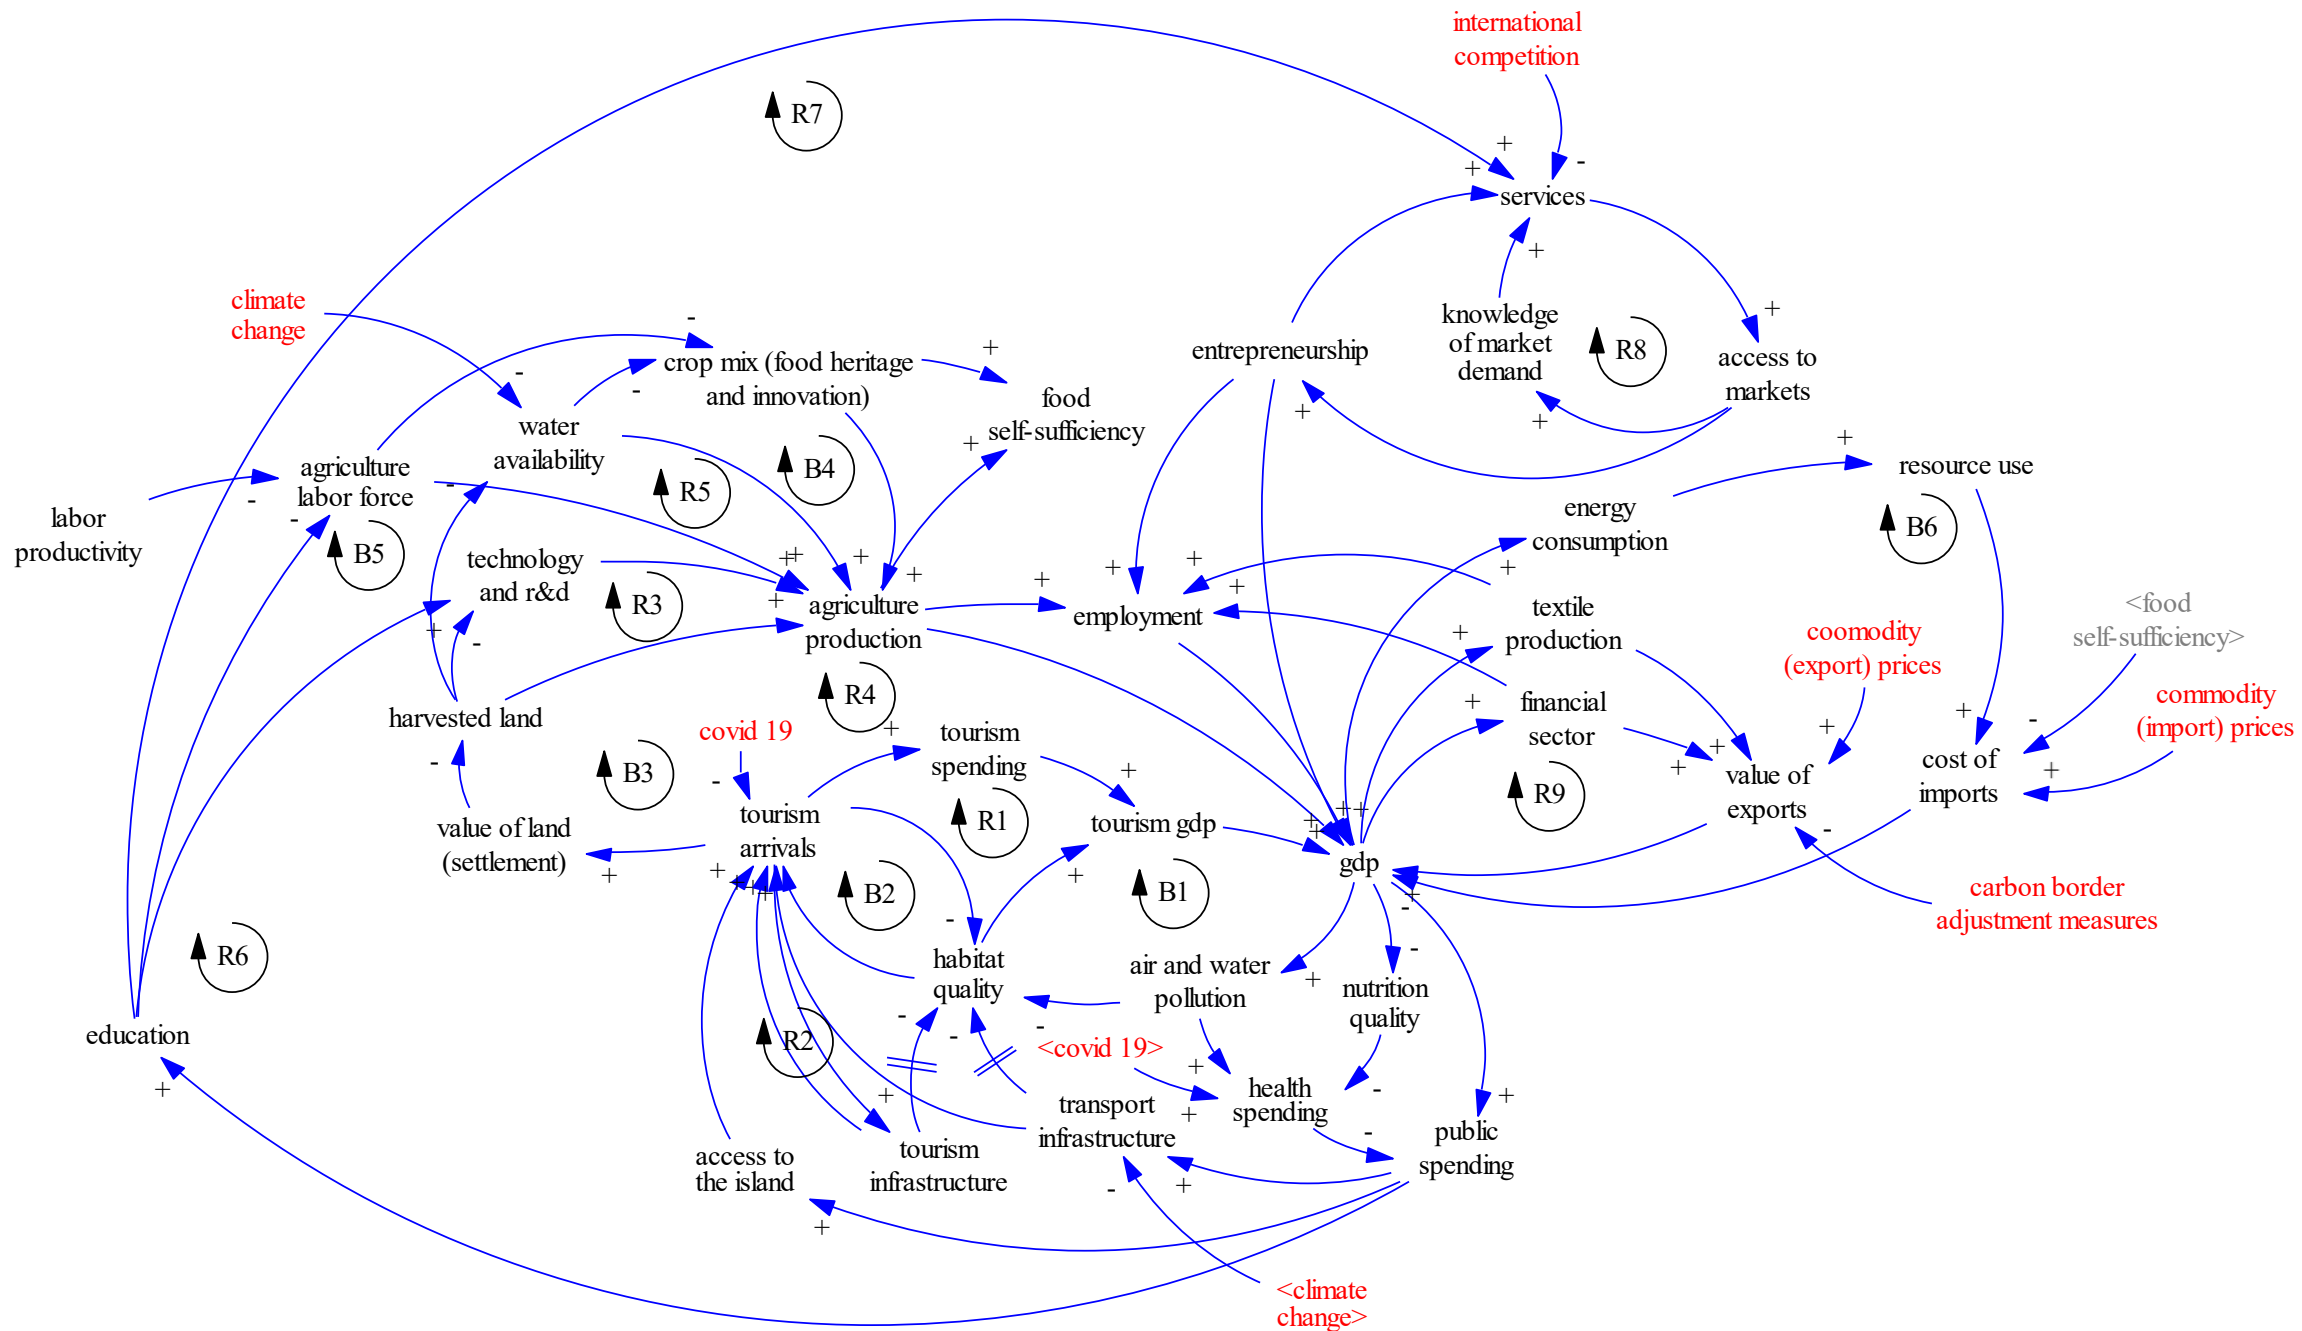 international
competition
R7
services
climate
change
knowledge
of market
demand
R8
access to
markets
entrepreneurship
crop mix (food heritage
and innovation)
food
self-sufficiency
water
availability
agriculture
labor force
B4
R5
resource use
labor
productivity
B5
technology
and r&d
R3
energy
consumption
B6
agriculture
production
employment
textile
production
<food
self-sufficiency>
coomodity
(export) prices
R4
harvested land
financial
sector
commodity
(import) prices
covid 19
tourism
spending
B3
cost of
imports
value of
exports
R9
R1
tourism
arrivals
tourism gdp
value of land
(settlement)
gdp
B2
B1
carbon border
adjustment measures
R6
habitat
quality
air and water
pollution
nutrition
quality
education
R2
<covid 19>
health
spending
transport
infrastructure
public
spending
access to
the island
tourism
infrastructure
<climate
change>